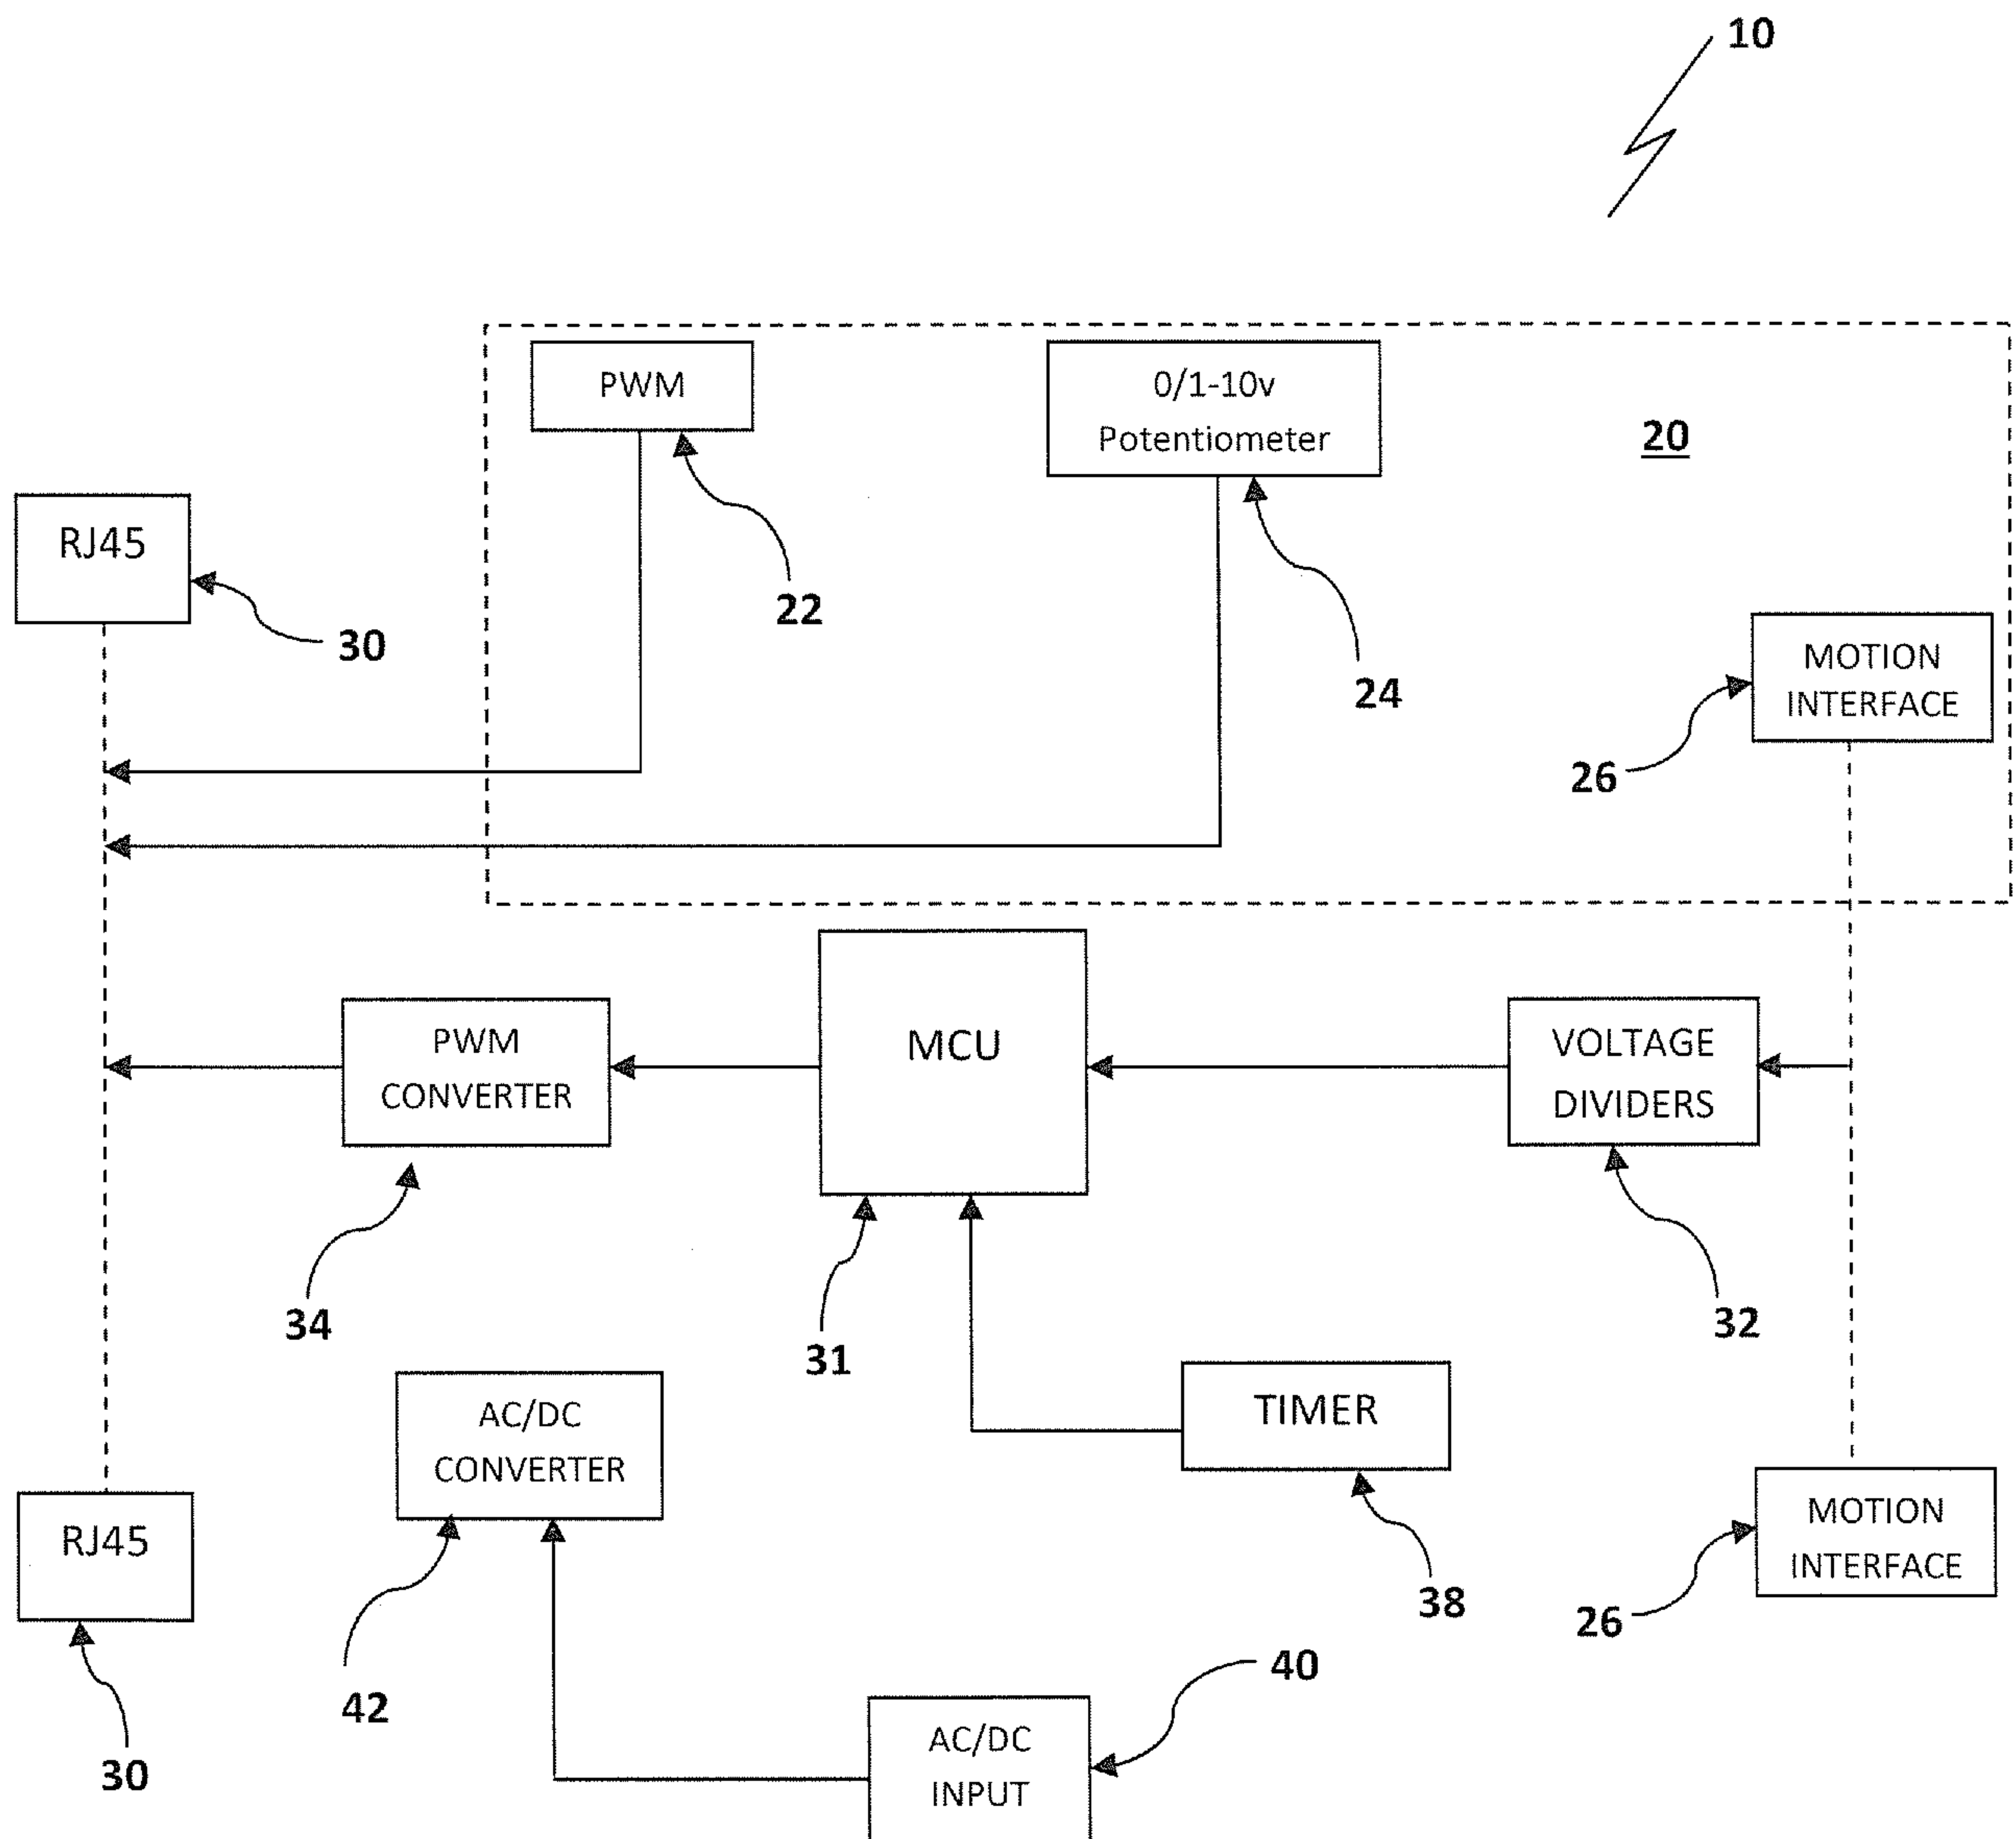 10
PWM
0/1-10v
Potentiometer
20
RJ45
22
30
24
MOTION
INTERFACE
26
PWM
CONVERTER
MCU
VOLTAGE
DIVIDERS
34
31
32
AC/DC
CONVERTER
TIMER
RJ45
MOTION
INTERFACE
38
26
42
40
30
AC/DC
INPUT